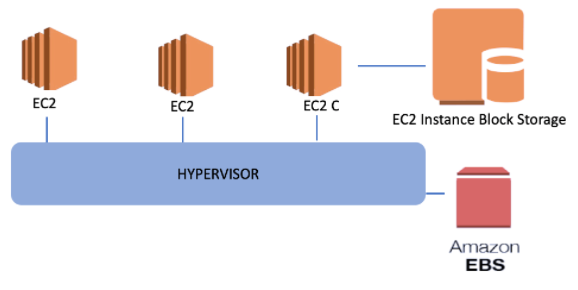 EC2
EC2
EC2 C
EC2 Instance Block Storage
HYPERVISOR
Amazon
EBS